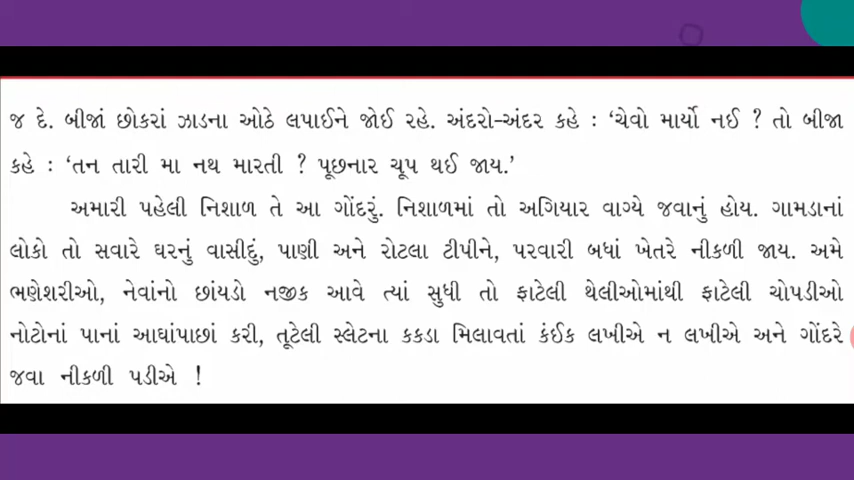 જ દે. બીજાં છોકરાં ઝાડના ઓઠે લપાઈને જોઈ રહે. અંદરો-અંદર કહે : ‘ચેવો માર્યો નઈ ? તો બીજા
કહે : ‘તન તારી મા નથ મારતી ? પૂછનાર ચૂપ થઈ જાય.’
અમારી પહેલી નિશાળ તે આ ગોંદરું. નિશાળમાં તો અગિયાર વાગ્યે જવાનું હોય. ગામડાનાં
લોકો તો સવારે ઘરનું વાસીદું, પાણી અને રોટલા ટીપીને, પરવારી બધાં ખેતરે નીકળી જાય. અમે
ભણેશરીઓ, નેવાંનો છાંયડો નજીક આવે ત્યાં સુધી તો ફાટેલી થેલીઓમાંથી ફાટેલી ચોપડીઓ
નોટોનાં પાનાં આઘાંપાછાં કરી, તૂટેલી સ્લેટના કકડા મિલાવતાં કંઈક લખીએ ન લખીએ અને ગોંદરે
જવા નીકળી પડીએ !